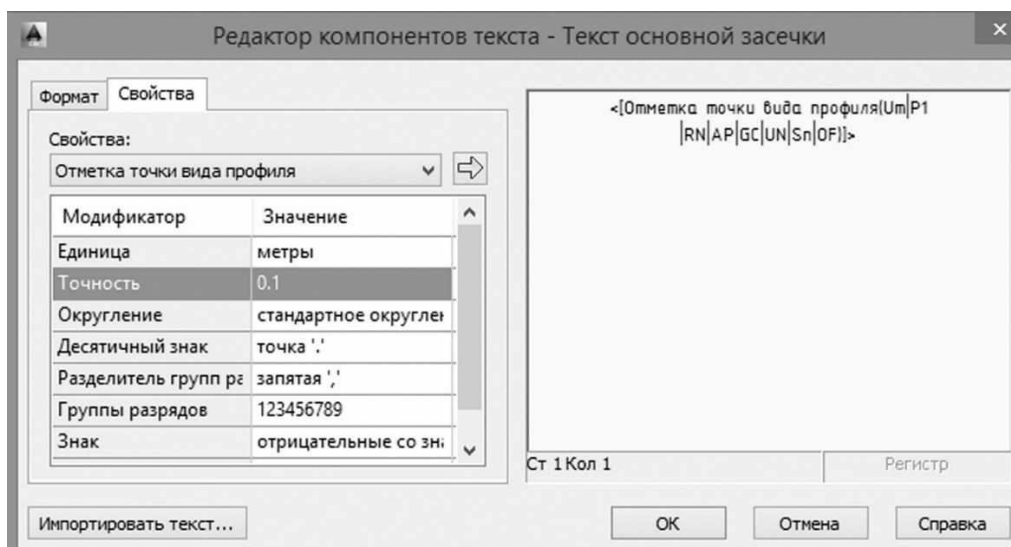 Редактор компонентов текста - Текст основной засечки
Формат
Свойства
Свойства:
Отметка точки вида профиля
Модификатор Значение
Единица метры
Точность 0.1
Округление стандартное округлен
Десятичный знак точка '.'
Разделитель групп ра запятая ','
Группы разрядов 123456789
Знак отрицательные со зна
<[Отметка точки вида профиля(Um|P1
|RN|AP|GC|UN|Sn|OF)]>
Ст 1 Кол 1
Регистр
Импортировать текст...
ОК
Отмена
Справка